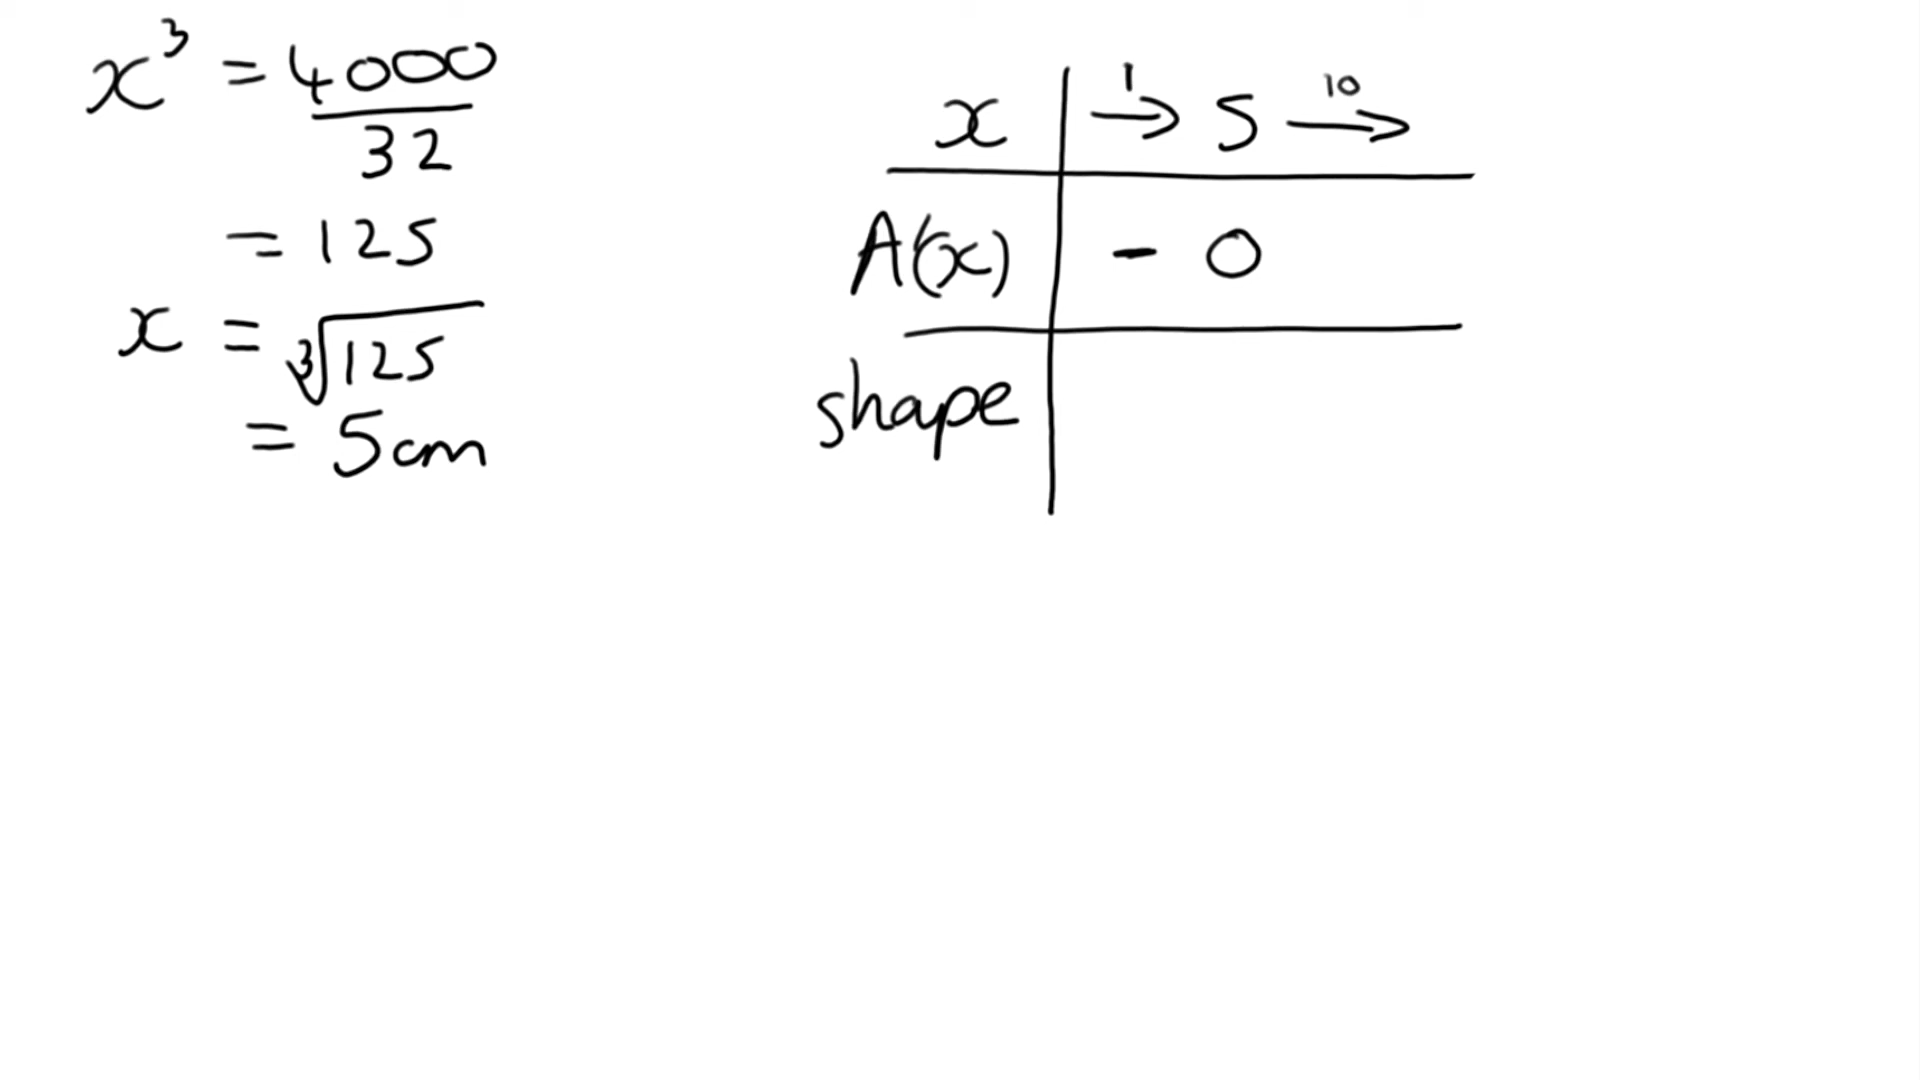 x³ = 4000/32
= 125
x = ∛125
= 5cm
x | →(1) 5 →(10)
A'(x) | - 0
shape |